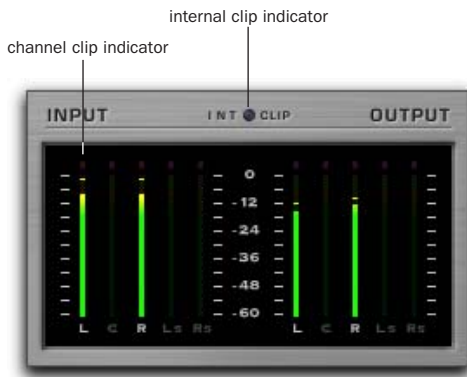 internal clip indicator
channel clip indicator
INPUT INT CLIP OUTPUT
0
-12
-24
-36
-48
-60
L C R Ls Rs L C R Ls Rs